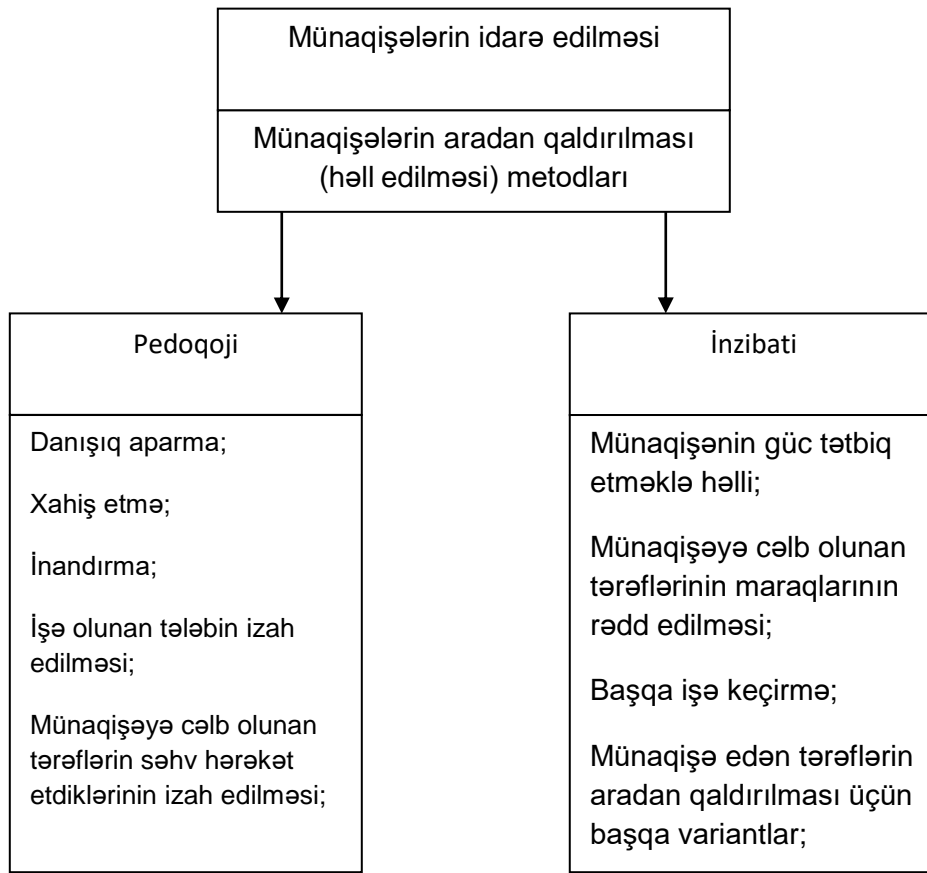 Münaqişələrin idarə edilməsi
Münaqişələrin aradan qaldırılması
(həll edilməsi) metodları
Pedoqoji
Danışıq aparma;
Xahiş etmə;
İnandırma;
İşə olunan tələbin izah
edilməsi;
Münaqişəyə cəlb olunan
tərəflərin səhv hərəkət
etdiklərinin izah edilməsi;
İnzibati
Münaqişənin güc tətbiq
etməklə həlli;
Münaqişəyə cəlb olunan
tərəflərinin maraqlarının
rədd edilməsi;
Başqa işə keçirmə;
Münaqişə edən tərəflərin
aradan qaldırılması üçün
başqa variantlar;